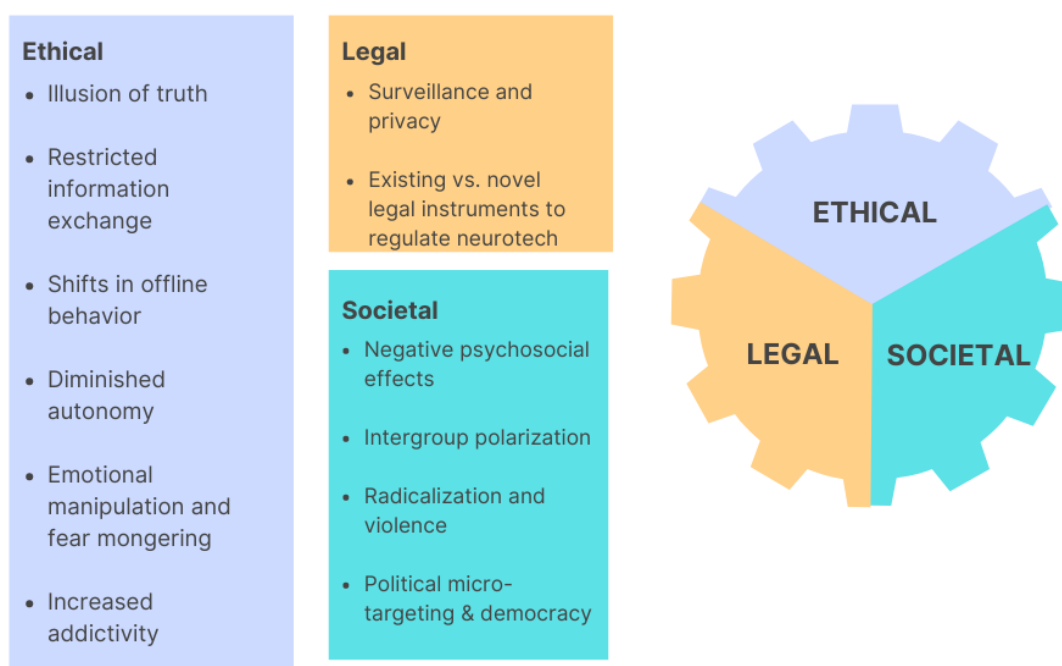 Ethical
• Illusion of truth
• Restricted
information
exchange
• Shifts in offline
behavior
• Diminished
autonomy
• Emotional
manipulation and
fear mongering
• Increased
addictivity
Legal
• Surveillance and
privacy
• Existing vs. novel
legal instruments to
regulate neurotech
Societal
• Negative psychosocial
effects
• Intergroup polarization
• Radicalization and
violence
• Political micro-
targeting & democracy
ETHICAL
LEGAL
SOCIETAL